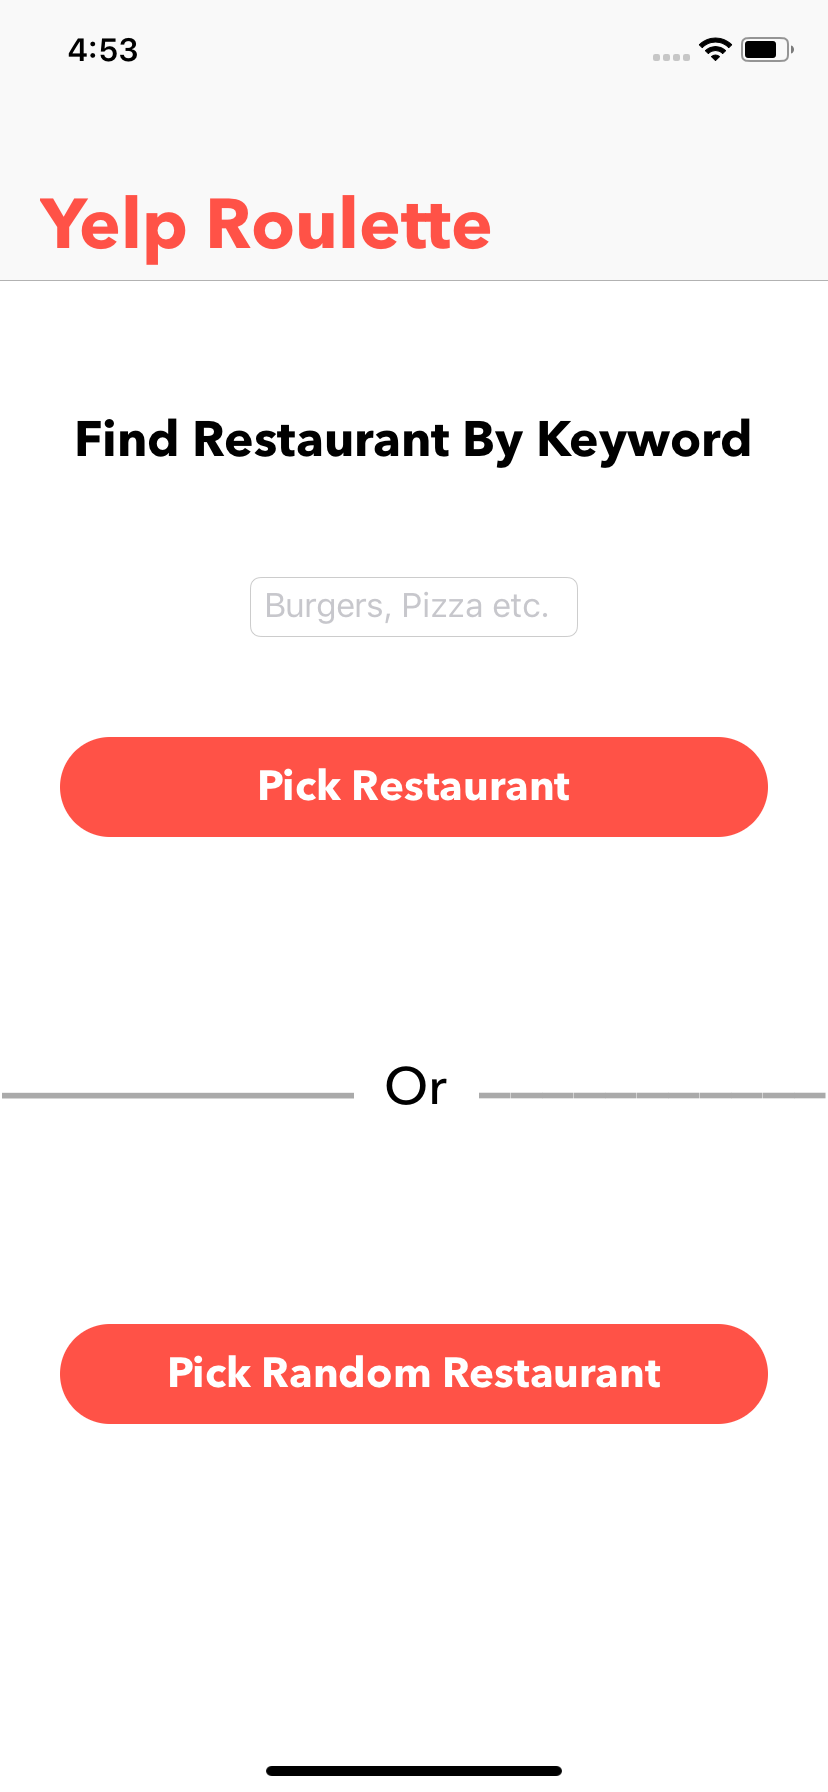 4:53
Yelp Roulette
Find Restaurant By Keyword
Burgers, Pizza etc.
Pick Restaurant
Or
Pick Random Restaurant